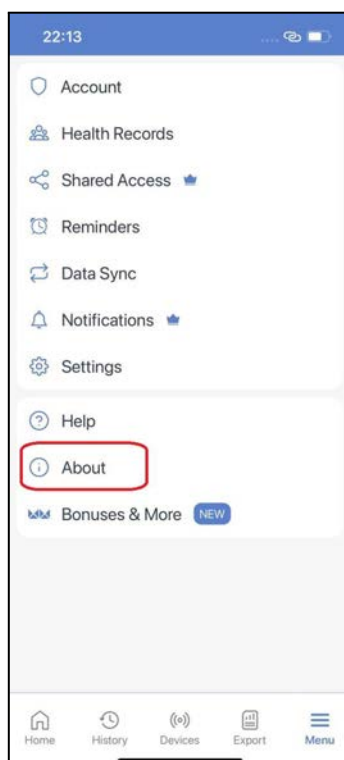 22:13
Account
Health Records
Shared Access
Reminders
Data Sync
Notifications
Settings
Help
About
Bonuses & More NEW
Home History Devices Export Menu